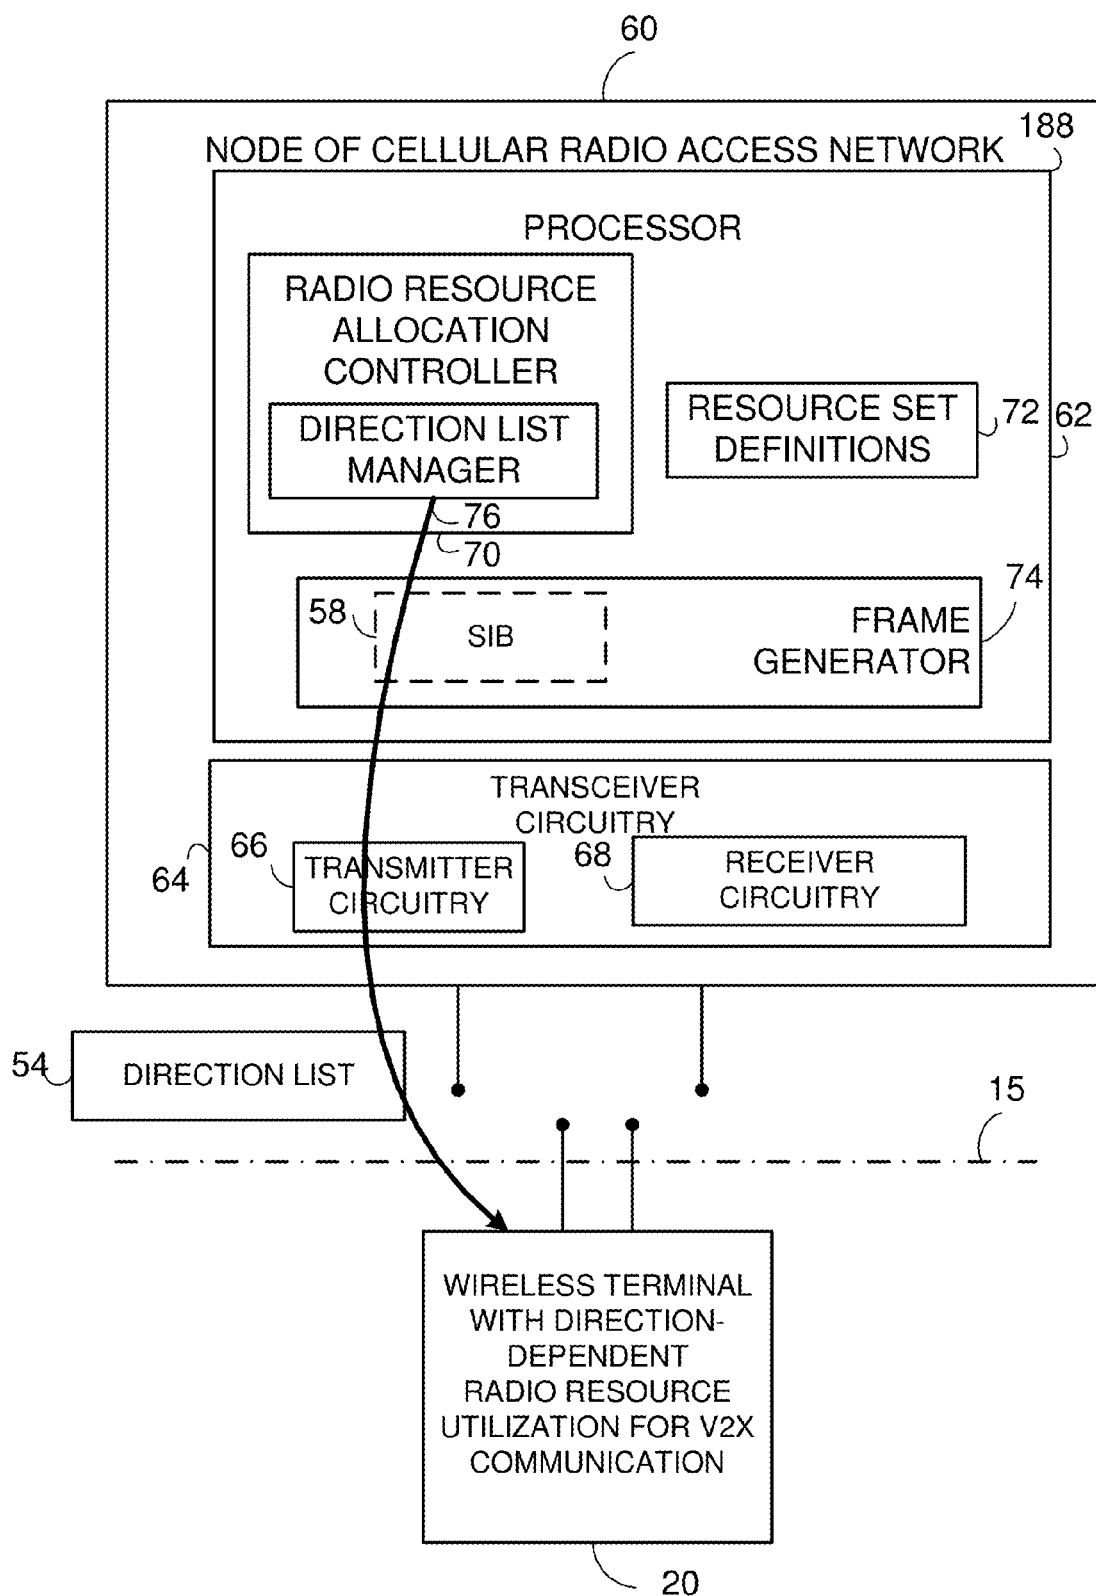 60
188
NODE OF CELLULAR RADIO ACCESS NETWORK
PROCESSOR
RADIO RESOURCE
ALLOCATION
CONTROLLER
DIRECTION LIST
MANAGER
RESOURCE SET
DEFINITIONS
72
62
76
70
74
58
SIB
FRAME
GENERATOR
TRANSCEIVER
CIRCUITRY
64
66
TRANSMITTER
CIRCUITRY
68
RECEIVER
CIRCUITRY
54
DIRECTION LIST
15
WIRELESS TERMINAL
WITH DIRECTION-
DEPENDENT
RADIO RESOURCE
UTILIZATION FOR V2X
COMMUNICATION
20